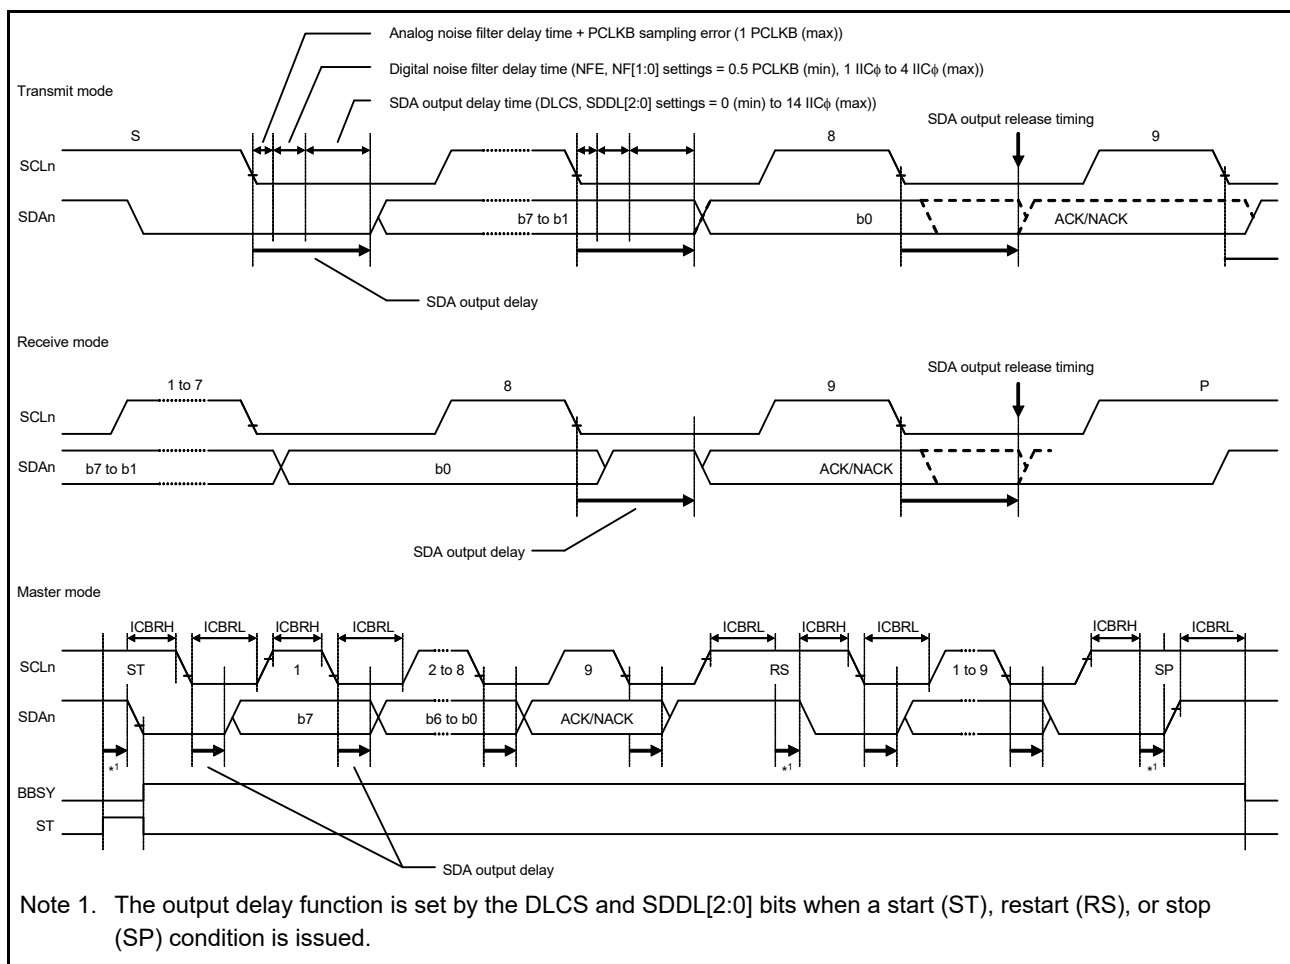 Analog noise filter delay time + PCLKB sampling error (1 PCLKB (max))
Digital noise filter delay time (NFE, NF[1:0] settings = 0.5 PCLKB (min), 1 IICϕ to 4 IICϕ (max))
Transmit mode
SDA output delay time (DLCS, SDDL[2:0] settings = 0 (min) to 14 IICϕ (max))
SDA output release timing
S
8
9
SCLn
SDAn
b7 to b1
b0
ACK/NACK
SDA output delay
Receive mode
SDA output release timing
1 to 7
8
9
P
SCLn
SDAn
b7 to b1
b0
ACK/NACK
SDA output delay
Master mode
ICBRH
ICBRL
ICBRH
ICBRL
ICBRL
ICBRH
ICBRL
ICBRH
ICBRL
SCLn
ST
1
2 to 8
9
RS
1 to 9
SP
SDAn
b7
b6 to b0
ACK/NACK
*1
*1
*1
BBSY
ST
SDA output delay
Note 1. The output delay function is set by the DLCS and SDDL[2:0] bits when a start (ST), restart (RS), or stop
(SP) condition is issued.